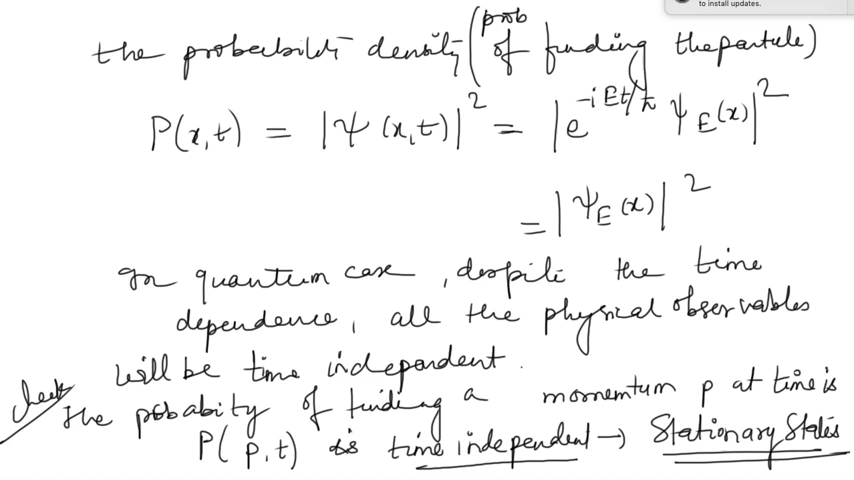 to install updates.
the probability density (prob of finding the particle)
P(x,t) = |Ψ(x,t)|² = |e^{-iEt/ℏ} ψ_E(x)|²
= |ψ_E(x)|²
In quantum case, despite the time
dependence, all the physical observables
will be time independent.
Check The probabity of finding a momentum p at time is
P(p,t) is time independent → Stationary States